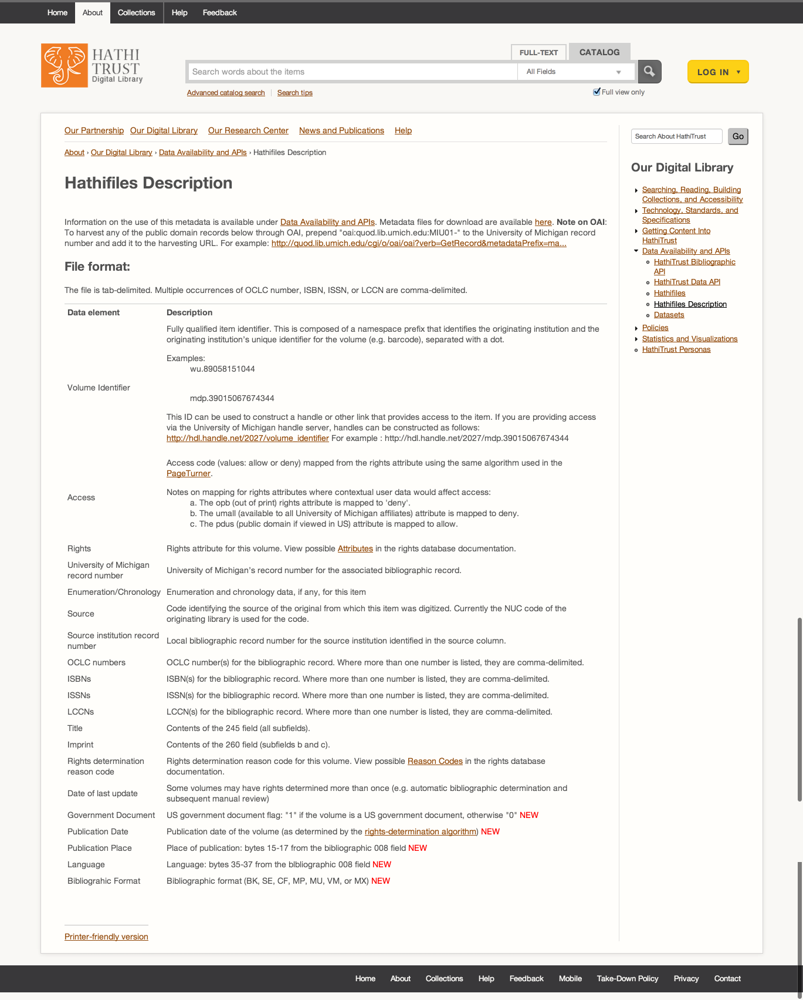 Home About Collections Help Feedback
HATHI
TRUST
Digital Library
FULL-TEXT CATALOG
Search words about the items All Fields
LOG IN ▾
Advanced catalog search | Search tips Full view only
Our Partnership Our Digital Library Our Research Center News and Publications Help
About › Our Digital Library › Data Availability and APIs › Hathifiles Description
Hathifiles Description
Information on the use of this metadata is available under Data Availability and APIs. Metadata files for download are available here. Note on OAI:
To harvest any of the public domain records below through OAI, prepend "oai:quod.lib.umich.edu:MIU01-" to the University of Michigan record
number and add it to the harvesting URL. For example: http://quod.lib.umich.edu/cgi/o/oai/oai?verb=GetRecord&metadataPrefix=ma...
File format:
The file is tab-delimited. Multiple occurrences of OCLC number, ISBN, ISSN, or LCCN are comma-delimited.
Data element Description
Fully qualified item identifier. This is composed of a namespace prefix that identifies the originating institution and the
originating institution's unique identifier for the volume (e.g. barcode), separated with a dot.
Examples:
wu.89058151044
Volume Identifier
mdp.39015067674344
This ID can be used to construct a handle or other link that provides access to the item. If you are providing access
via the University of Michigan handle server, handles can be constructed as follows:
http://hdl.handle.net/2027/volume_identifier For example : http://hdl.handle.net/2027/mdp.39015067674344
Access code (values: allow or deny) mapped from the rights attribute using the same algorithm used in the
PageTurner.
Notes on mapping for rights attributes where contextual user data would affect access:
Access
a. The opb (out of print) rights attribute is mapped to 'deny'.
b. The umall (available to all University of Michigan affiliates) attribute is mapped to deny.
c. The pdus (public domain if viewed in US) attribute is mapped to allow.
Rights Rights attribute for this volume. View possible Attributes in the rights database documentation.
University of Michigan
record number
University of Michigan's record number for the associated bibliographic record.
Enumeration/Chronology Enumeration and chronology data, if any, for this item
Source
Code identifying the source of the original from which this item was digitized. Currently the NUC code of the
originating library is used for the code.
Source institution record
number
Local bibliographic record number for the source institution identified in the source column.
OCLC numbers OCLC number(s) for the bibliographic record. Where more than one number is listed, they are comma-delimited.
ISBNs ISBN(s) for the bibliographic record. Where more than one number is listed, they are comma-delimited.
ISSNs ISSN(s) for the bibliographic record. Where more than one number is listed, they are comma-delimited.
LCCNs LCCN(s) for the bibliographic record. Where more than one number is listed, they are comma-delimited.
Title Contents of the 245 field (all subfields).
Imprint Contents of the 260 field (subfields b and c).
Rights determination
reason code
Rights determination reason code for this volume. View possible Reason Codes in the rights database
documentation.
Date of last update
Some volumes may have rights determined more than once (e.g. automatic bibliographic determination and
subsequent manual review)
Government Document US government document flag: "1" if the volume is a US government document, otherwise "0" NEW
Publication Date Publication date of the volume (as determined by the rights-determination algorithm) NEW
Publication Place Place of publication: bytes 15-17 from the bibliographic 008 field NEW
Language Language: bytes 35-37 from the blbliographic 008 field NEW
Bibliograhic Format Bibliographic format (BK, SE, CF, MP, MU, VM, or MX) NEW
Printer-friendly version
Search About HathiTrust Go
Our Digital Library
Searching, Reading, Building
Collections, and Accessibility
Technology, Standards, and
Specifications
Getting Content Into
HathiTrust
Data Availability and APIs
HathiTrust Bibliographic
API
HathiTrust Data API
Hathifiles
Hathifiles Description
Datasets
Policies
Statistics and Visualizations
HathiTrust Personas
Home About Collections Help Feedback Mobile Take-Down Policy Privacy Contact